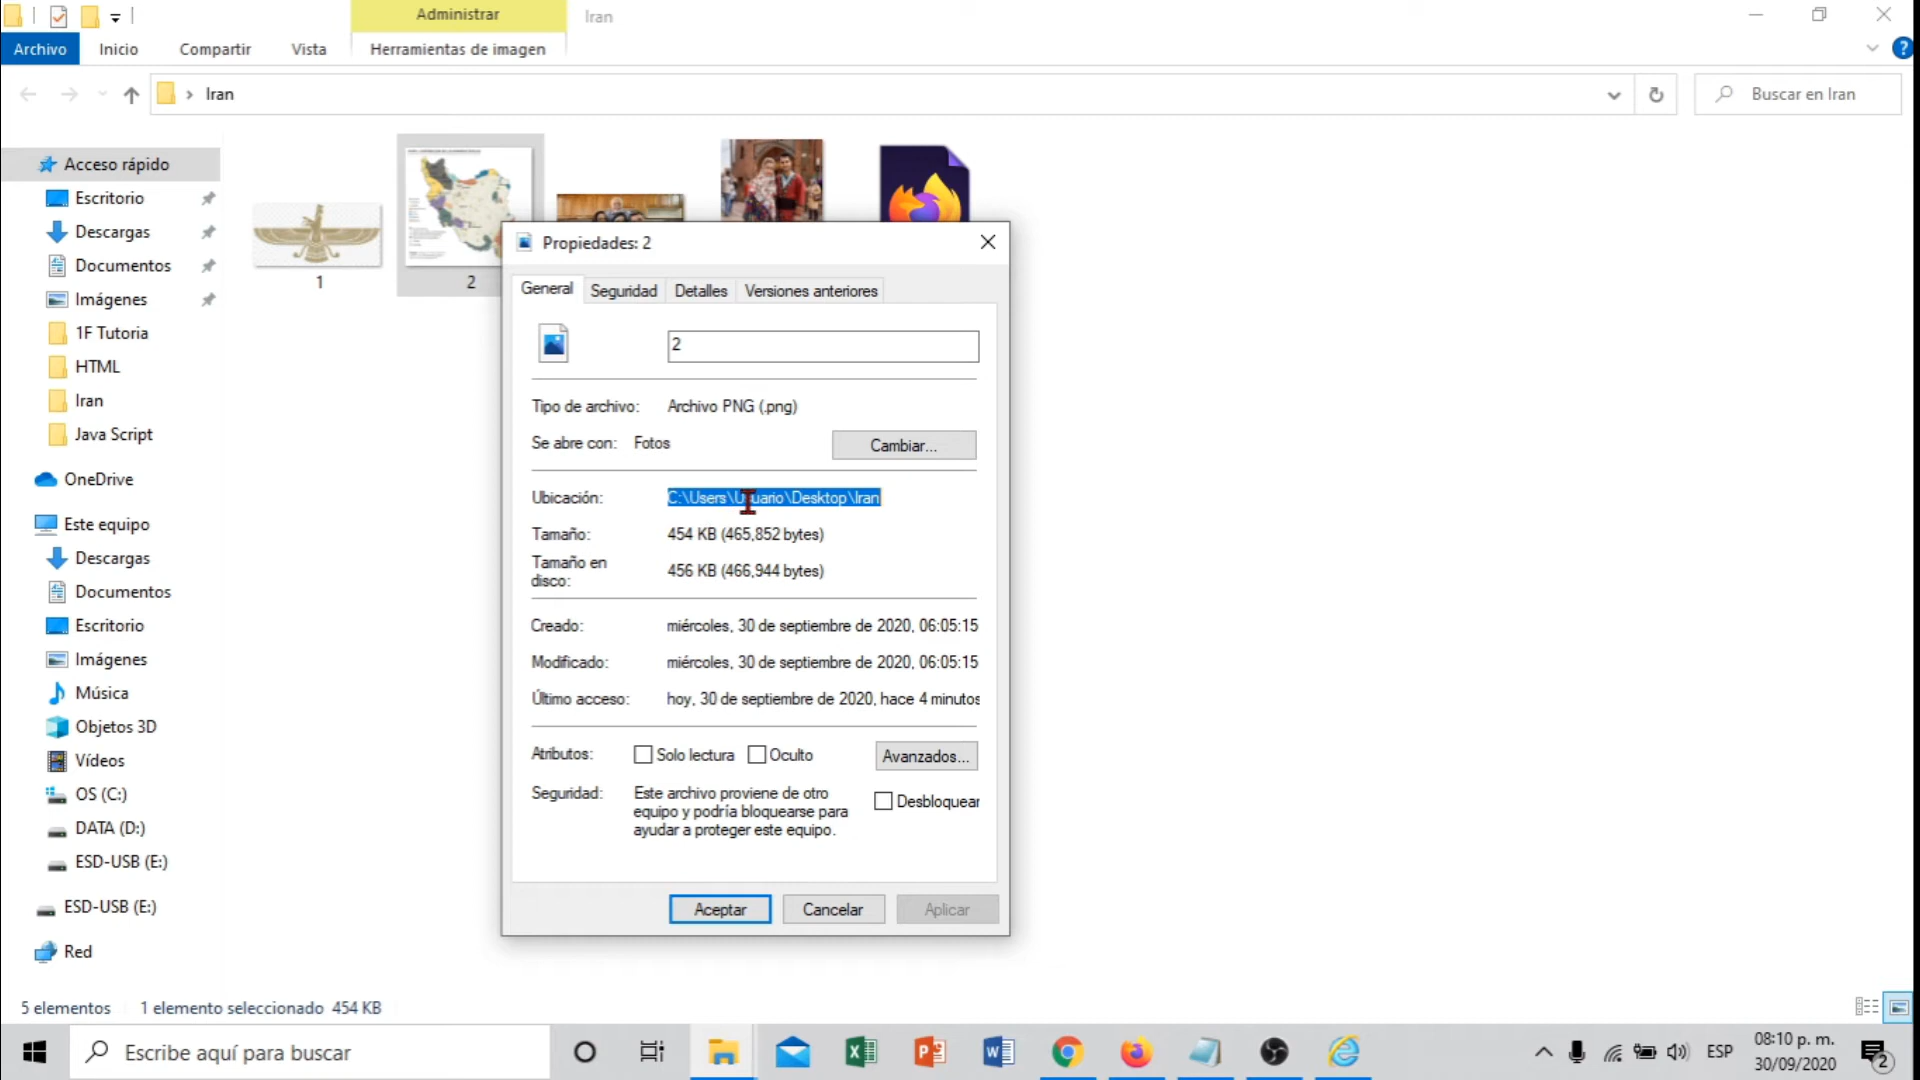 Administrar
Iran
Archivo
Inicio
Compartir
Vista
Herramientas de imagen
Iran
Buscar en Iran
Acceso rápido
Escritorio
Descargas
Documentos
Imágenes
1F Tutoria
HTML
Iran
Java Script
OneDrive
Este equipo
Descargas
Documentos
Escritorio
Imágenes
Música
Objetos 3D
Vídeos
OS (C:)
DATA (D:)
ESD-USB (E:)
ESD-USB (E:)
Red
1
2
Propiedades: 2
General
Seguridad
Detalles
Versiones anteriores
2
Tipo de archivo: Archivo PNG (.png)
Se abre con: Fotos
Cambiar...
Ubicación: C:\Users\Usuario\Desktop\Iran
Tamaño: 454 KB (465,852 bytes)
Tamaño en
disco: 456 KB (466,944 bytes)
Creado: miércoles, 30 de septiembre de 2020, 06:05:15
Modificado: miércoles, 30 de septiembre de 2020, 06:05:15
Último acceso: hoy, 30 de septiembre de 2020, hace 4 minutos
Atributos: Solo lectura Oculto
Avanzados...
Seguridad: Este archivo proviene de otro
equipo y podría bloquearse para
ayudar a proteger este equipo.
Desbloquear
Aceptar
Cancelar
Aplicar
5 elementos
1 elemento seleccionado 454 KB
Escribe aquí para buscar
ESP
08:10 p. m.
30/09/2020
2